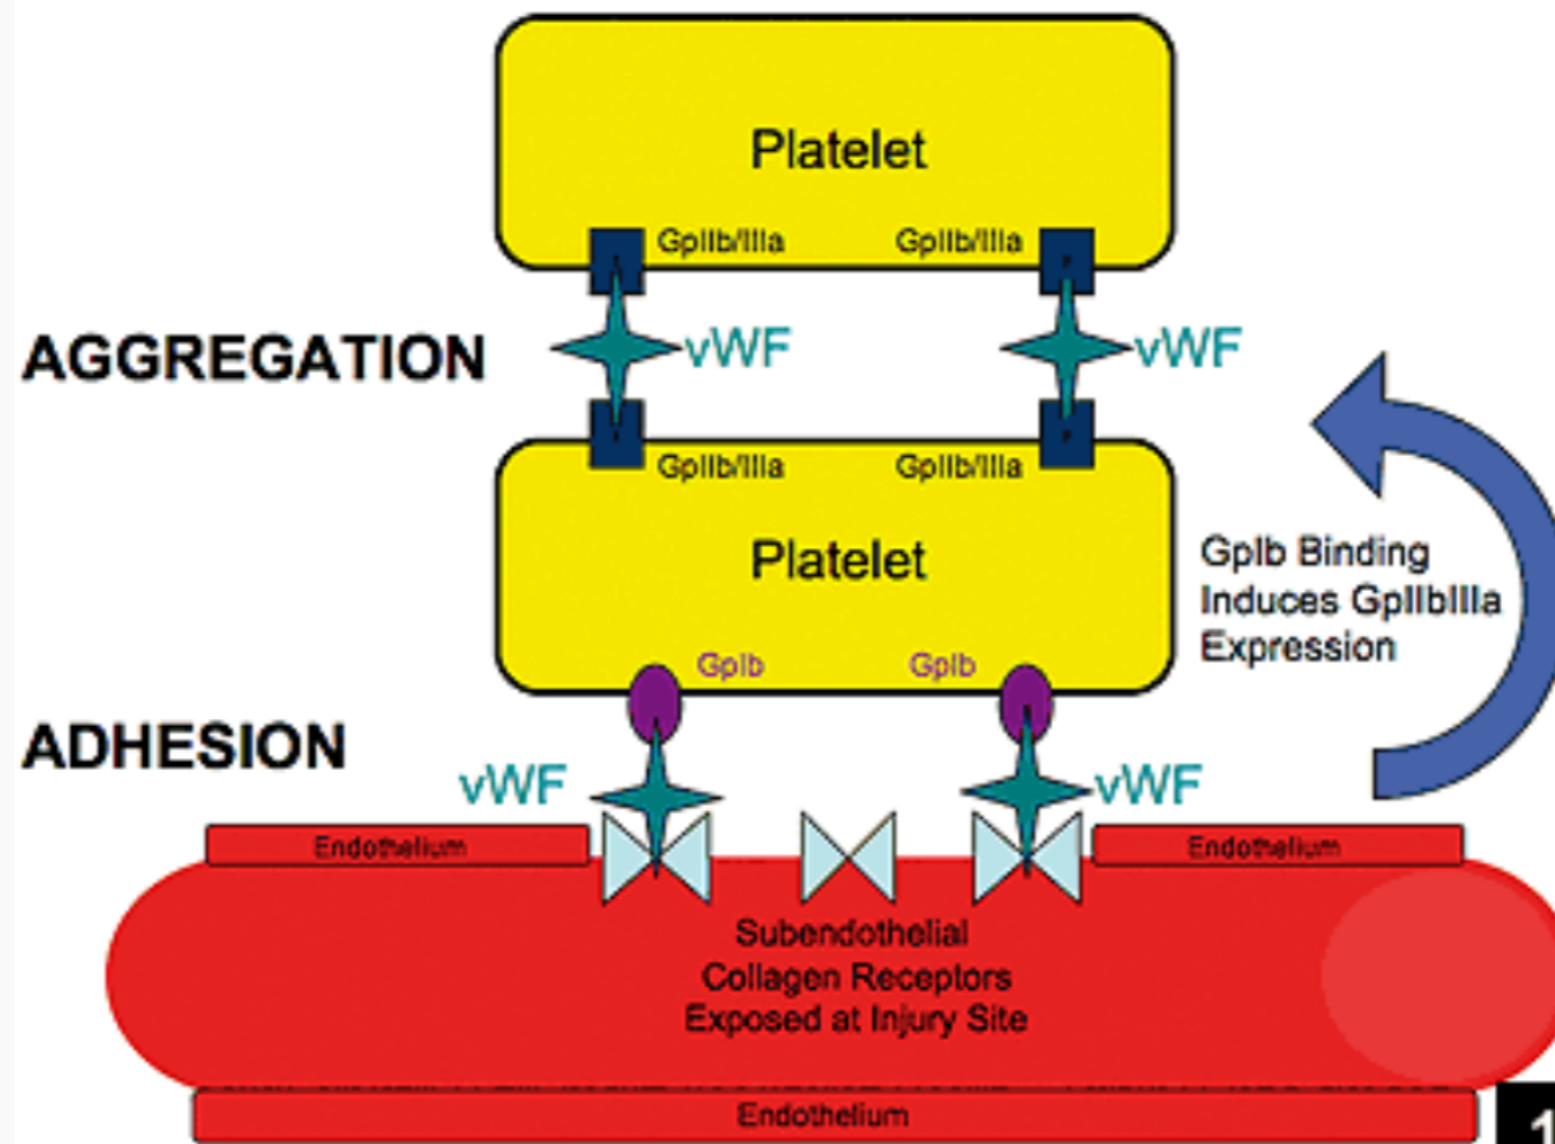 Platelet
GpIIb/IIIa GpIIb/IIIa
AGGREGATION vWF vWF
GpIIb/IIIa GpIIb/IIIa
Platelet
GpIb Binding
Induces GpIIbIIIa
Expression
GpIb GpIb
ADHESION
vWF vWF
Endothelium Endothelium
Subendothelial
Collagen Receptors
Exposed at Injury Site
Endothelium
1